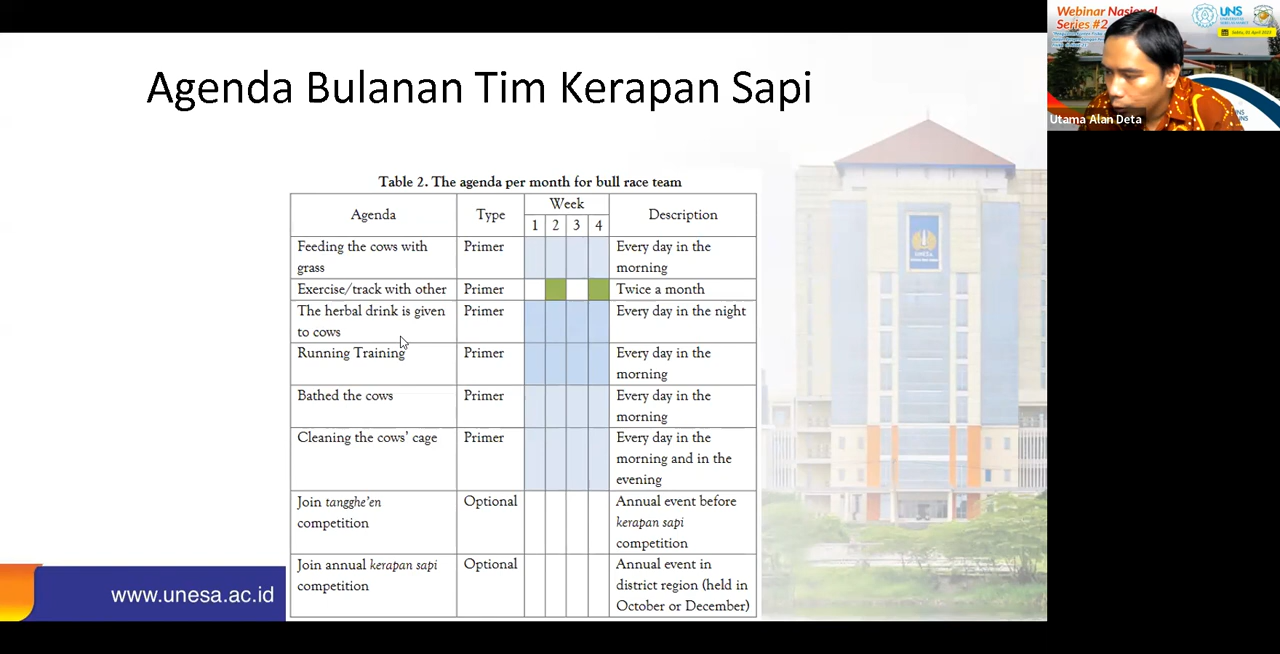 Agenda Bulanan Tim Kerapan Sapi
Table 2. The agenda per month for bull race team
Agenda Type Week Description
1 2 3 4
Feeding the cows with grass Primer Every day in the morning
Exercise/track with other Primer Twice a month
The herbal drink is given to cows Primer Every day in the night
Running Training Primer Every day in the morning
Bathed the cows Primer Every day in the morning
Cleaning the cows’ cage Primer Every day in the morning and in the evening
Join tangghe’en competition Optional Annual event before kerapan sapi competition
Join annual kerapan sapi competition Optional Annual event in district region (held in October or December)
www.unesa.ac.id
UNESA
Webinar Nasional
Series #2
UNS
Utama Alan Deta